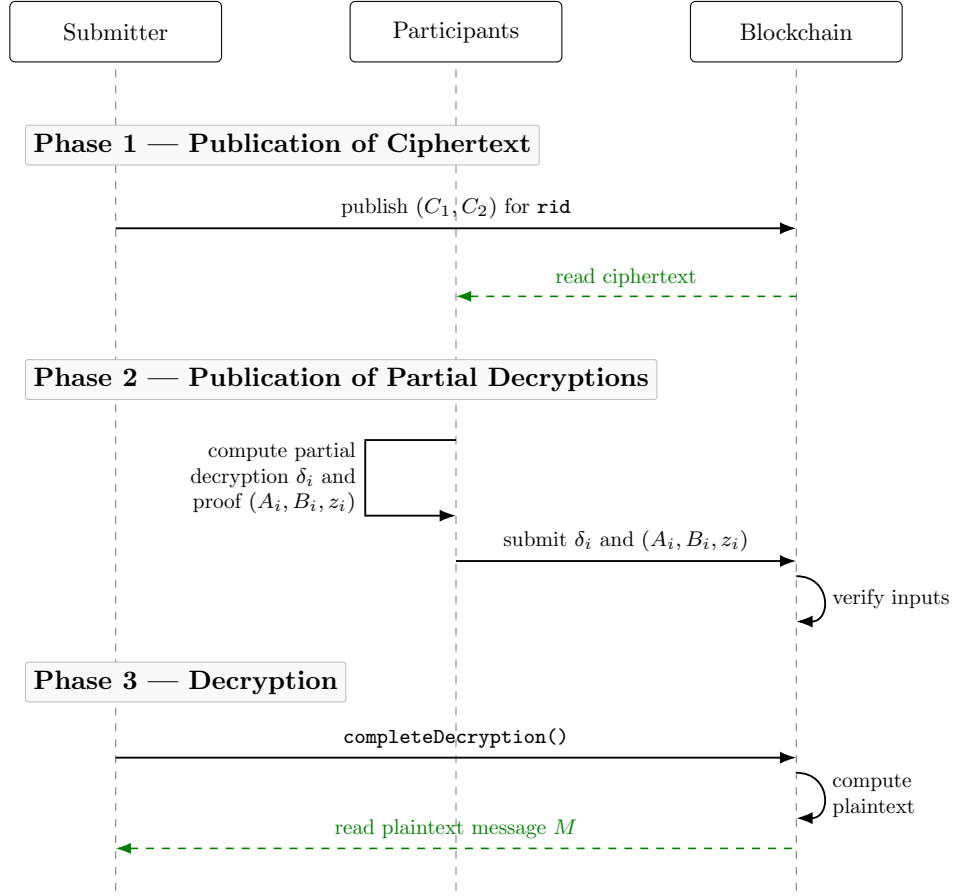 Submitter
Participants
Blockchain
Phase 1 — Publication of Ciphertext
publish (C₁, C₂) for rid
read ciphertext
Phase 2 — Publication of Partial Decryptions
compute partial
decryption δᵢ and
proof (Aᵢ, Bᵢ, zᵢ)
submit δᵢ and (Aᵢ, Bᵢ, zᵢ)
verify inputs
Phase 3 — Decryption
completeDecryption()
compute
plaintext
read plaintext message M